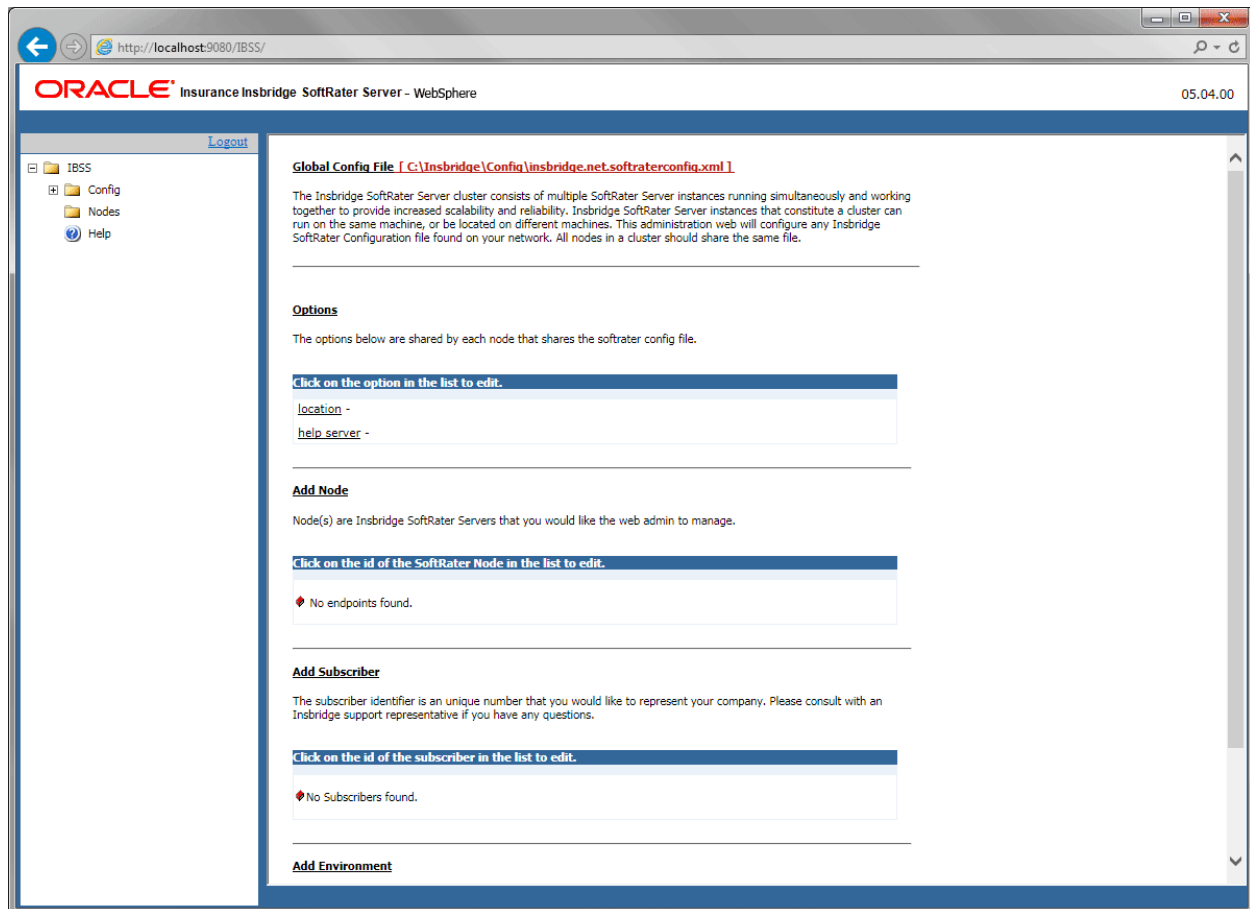 http://localhost:9080/IBSS/
ORACLE Insurance Insbridge SoftRater Server - WebSphere
05.04.00
Logout
IBSS
Config
Nodes
Help
Global Config File [ C:\Insbridge\Config\insbridge.net.softraterconfig.xml ]
The Insbridge SoftRater Server cluster consists of multiple SoftRater Server instances running simultaneously and working
together to provide increased scalability and reliability. Insbridge SoftRater Server instances that constitute a cluster can
run on the same machine, or be located on different machines. This administration web will configure any Insbridge
SoftRater Configuration file found on your network. All nodes in a cluster should share the same file.
Options
The options below are shared by each node that shares the softrater config file.
Click on the option in the list to edit.
location -
help server -
Add Node
Node(s) are Insbridge SoftRater Servers that you would like the web admin to manage.
Click on the id of the SoftRater Node in the list to edit.
No endpoints found.
Add Subscriber
The subscriber identifier is an unique number that you would like to represent your company. Please consult with an
Insbridge support representative if you have any questions.
Click on the id of the subscriber in the list to edit.
No Subscribers found.
Add Environment